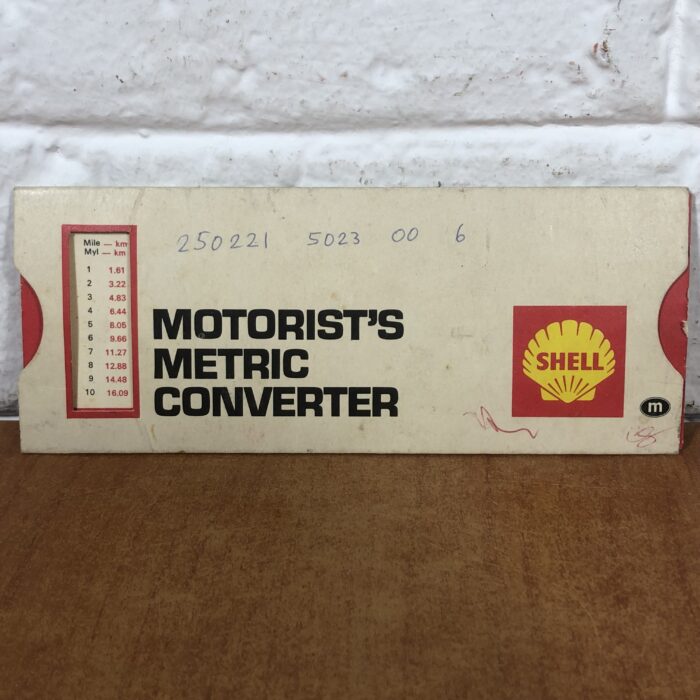 250221 5023 00 6
Mile — km
Myl — km
1 1.61
2 3.22
3 4.83
4 6.44
5 8.05
6 9.66
7 11.27
8 12.88
9 14.48
10 16.09
MOTORIST'S
METRIC
CONVERTER
SHELL
m